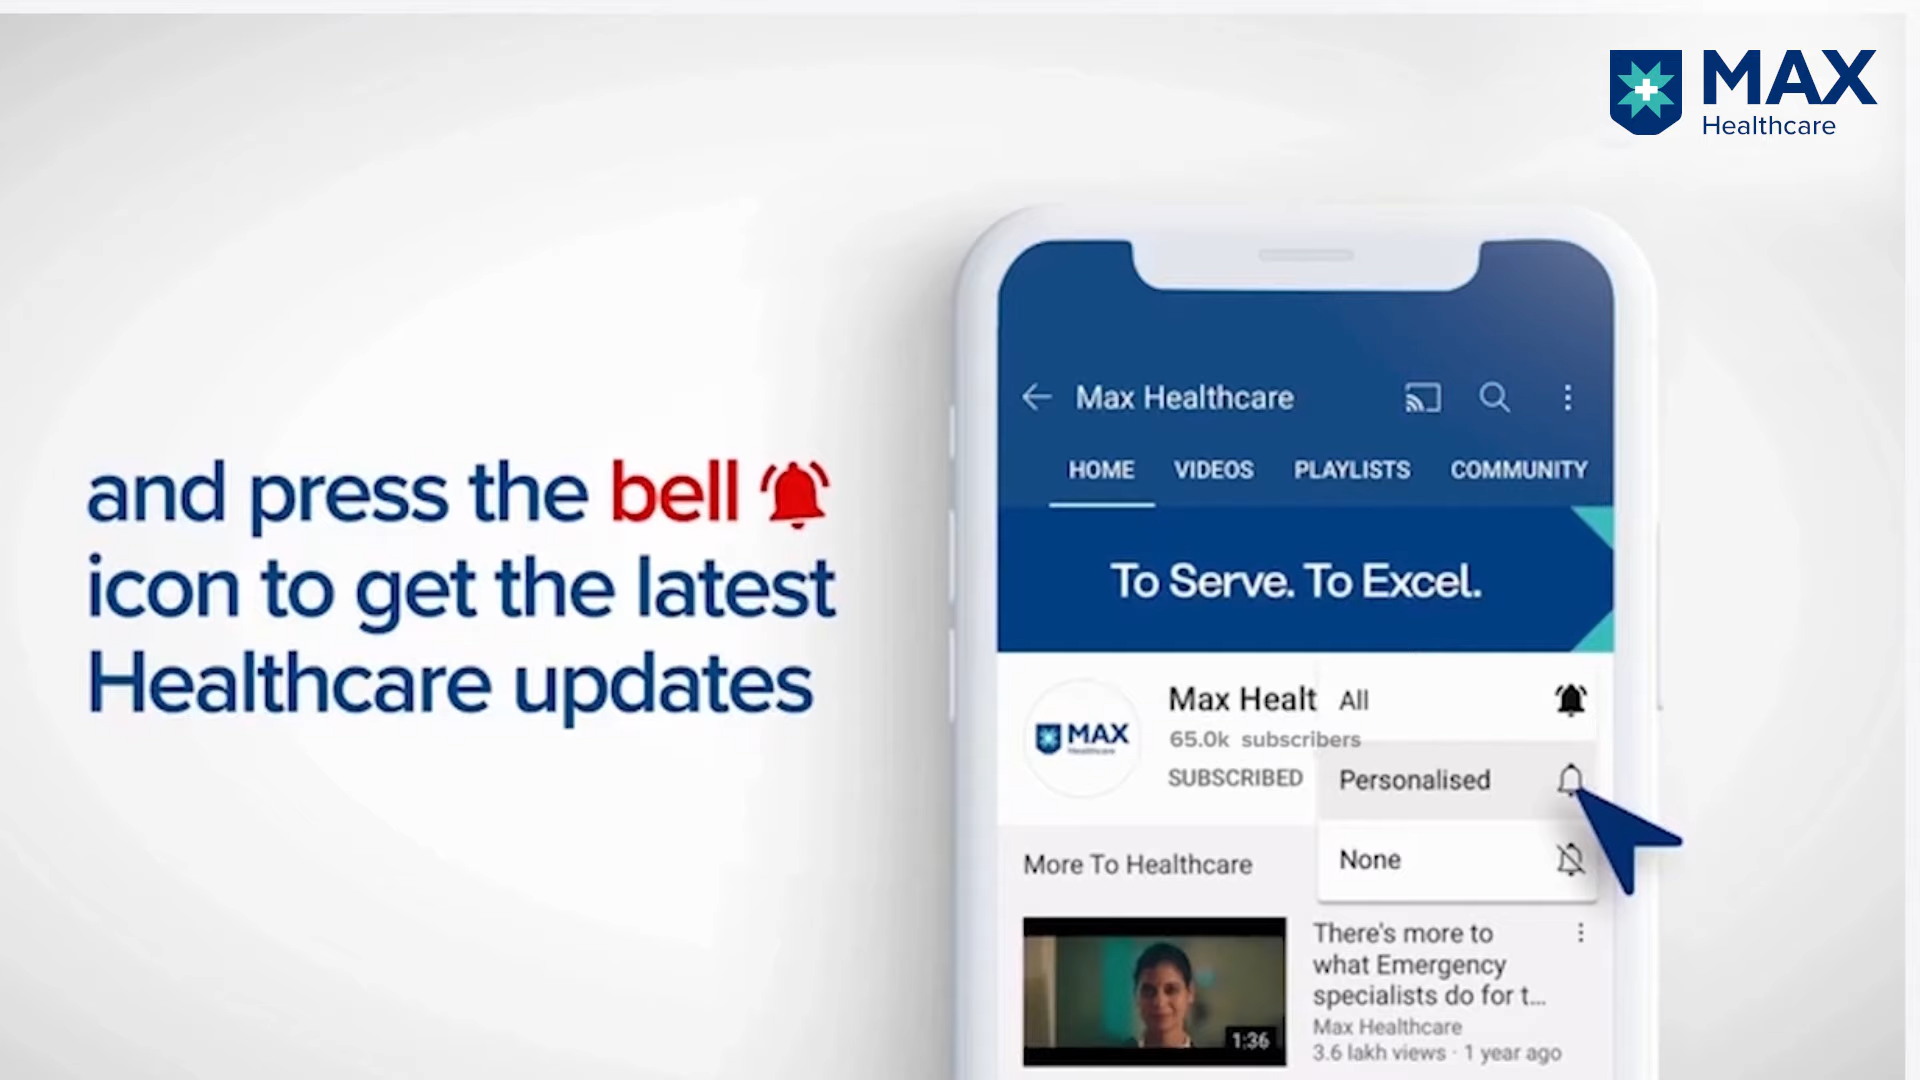 MAX
Healthcare
and press the bell
icon to get the latest
Healthcare updates
Max Healthcare
HOME VIDEOS PLAYLISTS COMMUNITY
To Serve. To Excel.
MAX
Healthcare
Max Healt
65.0k subscribers
SUBSCRIBED
All
Personalised
None
More To Healthcare
1:36
There's more to
what Emergency
specialists do for t...
Max Healthcare
3.6 lakh views · 1 year ago